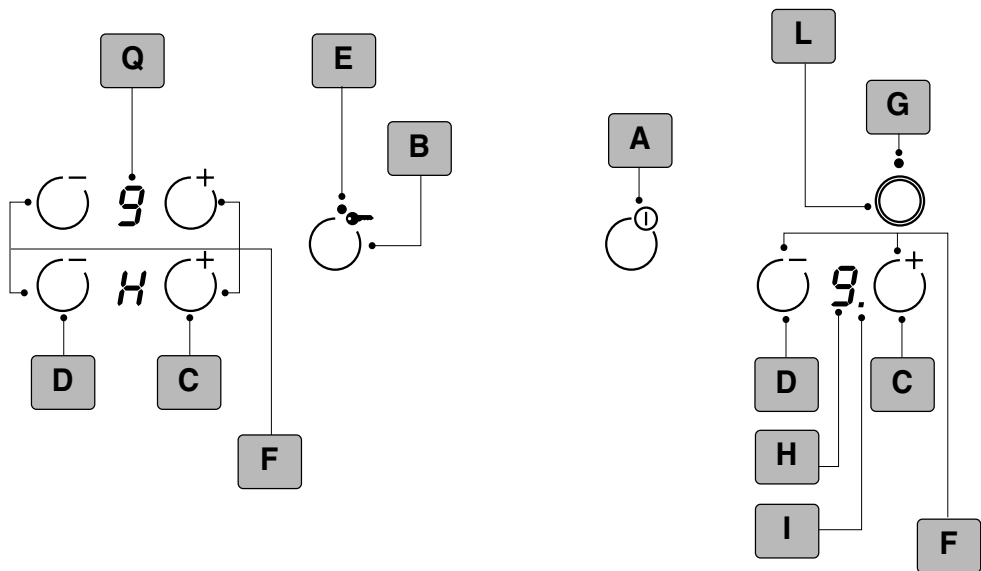 L
Q E
G
B A
− 9 +
− H +
− 9. +
D C D C
F H
I
F